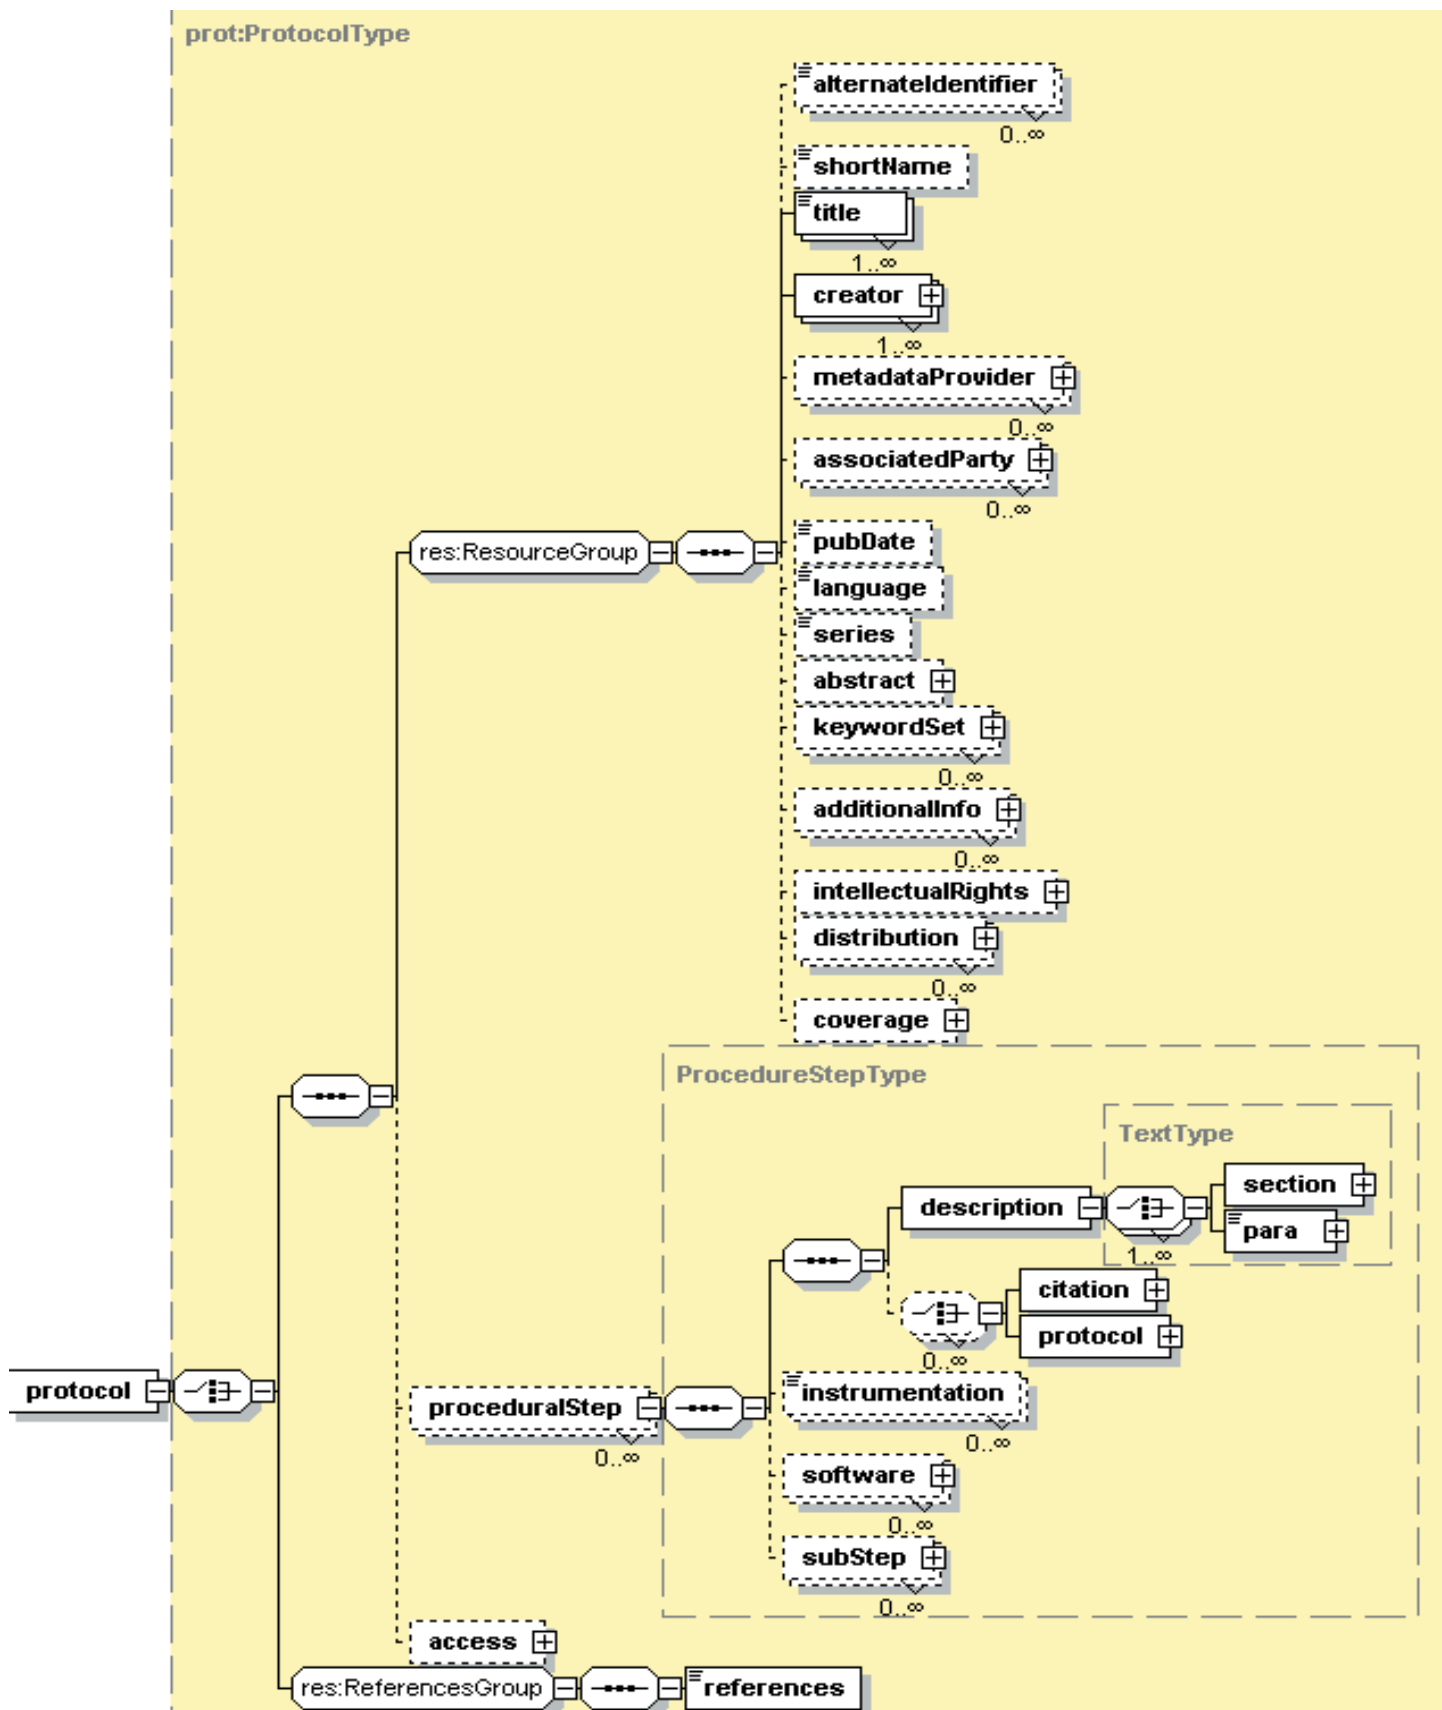 prot:ProtocolType
alternateIdentifier
0..∞
shortName
title
1..∞
creator
1..∞
metadataProvider
0..∞
associatedParty
0..∞
pubDate
res:ResourceGroup
language
series
abstract
keywordSet
0..∞
additionalInfo
0..∞
intellectualRights
distribution
0..∞
coverage
ProcedureStepType
TextType
section
description
para
1..∞
citation
protocol
0..∞
protocol
instrumentation
proceduralStep
0..∞
0..∞
software
0..∞
subStep
0..∞
access
res:ReferencesGroup
references